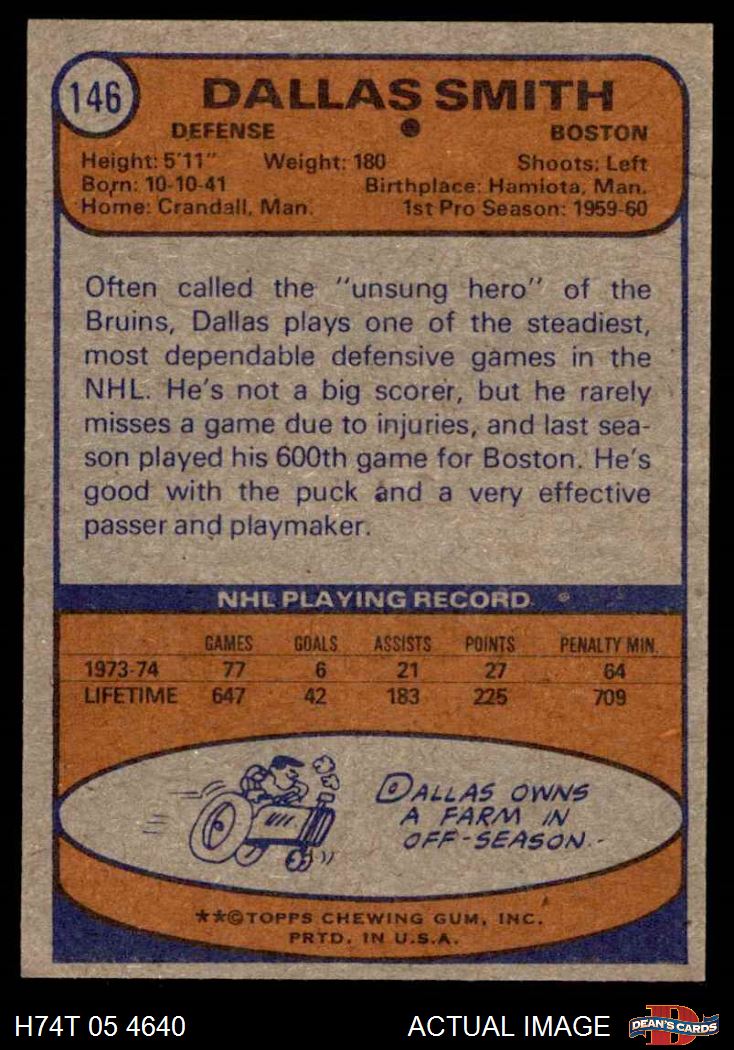 146
DALLAS SMITH
DEFENSE BOSTON
Height: 5'11" Weight: 180 Shoots: Left
Born: 10-10-41 Birthplace: Hamiota, Man.
Home: Crandall, Man. 1st Pro Season: 1959-60
Often called the "unsung hero" of the
Bruins, Dallas plays one of the steadiest,
most dependable defensive games in the
NHL. He's not a big scorer, but he rarely
misses a game due to injuries, and last sea-
son played his 600th game for Boston. He's
good with the puck and a very effective
passer and playmaker.
NHL PLAYING RECORD
GAMES GOALS ASSISTS POINTS PENALTY MIN.
1973-74 77 6 21 27 64
LIFETIME 647 42 183 225 709
DALLAS OWNS
A FARM IN
OFF-SEASON.
**©TOPPS CHEWING GUM, INC.
PRTD. IN U.S.A.
H74T 05 4640 ACTUAL IMAGE
D
DEAN'S CARDS